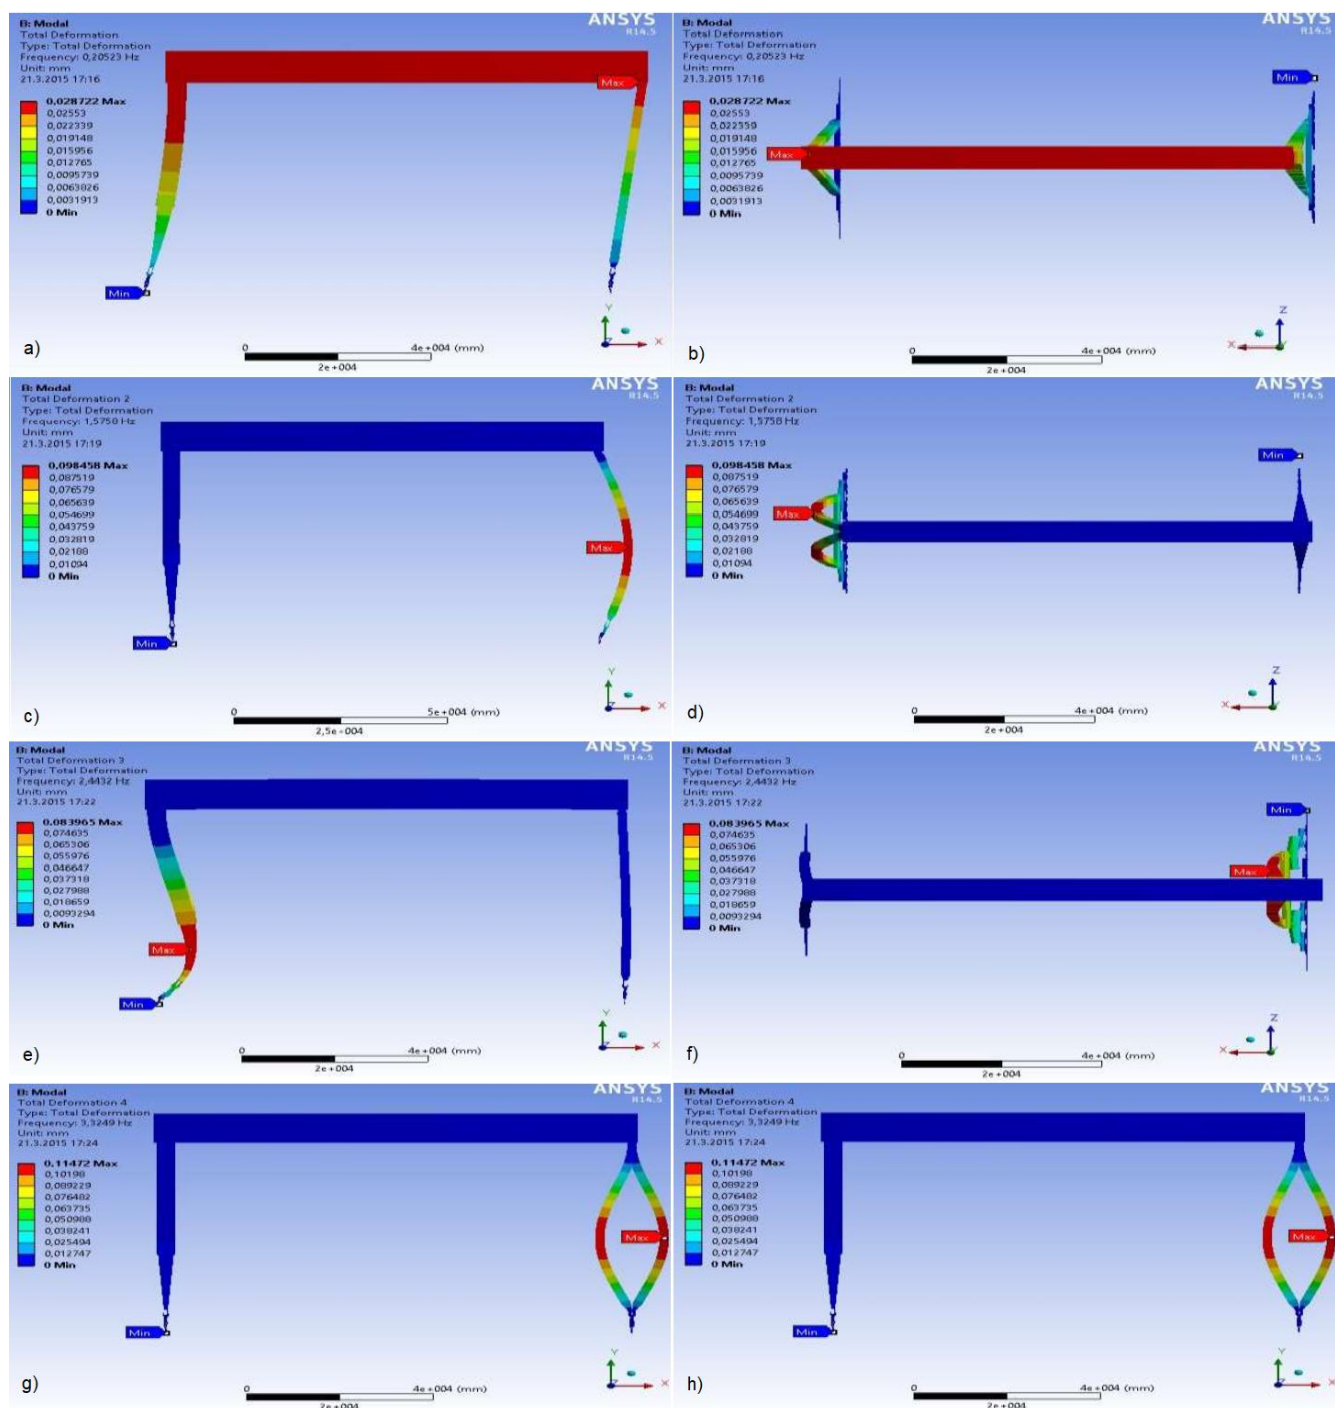 B: Modal
Total Deformation
Type: Total Deformation
Frequency: 0,20523 Hz
Unit: mm
21.3.2015 17:16
ANSYS
R14.5
0,028722 Max
0,02553
0,022339
0,019148
0,015956
0,012765
0,0095739
0,0063826
0,0031913
0 Min
Max
Min
0
4e+004 (mm)
2e+004
Y
Z
X
a)
B: Modal
Total Deformation
Type: Total Deformation
Frequency: 0,20523 Hz
Unit: mm
21.3.2015 17:16
ANSYS
R14.5
0,028722 Max
0,02553
0,022339
0,019148
0,015956
0,012765
0,0095739
0,0063826
0,0031913
0 Min
Min
Max
0
4e+004 (mm)
2e+004
Z
X
Y
b)
B: Modal
Total Deformation 2
Type: Total Deformation
Frequency: 1,5758 Hz
Unit: mm
21.3.2015 17:19
ANSYS
R14.5
0,098458 Max
0,087519
0,076579
0,065639
0,054699
0,043759
0,032819
0,02188
0,01094
0 Min
Max
Min
0
5e+004 (mm)
2,5e+004
Y
Z
X
c)
B: Modal
Total Deformation 2
Type: Total Deformation
Frequency: 1,5758 Hz
Unit: mm
21.3.2015 17:19
ANSYS
R14.5
0,098458 Max
0,087519
0,076579
0,065639
0,054699
0,043759
0,032819
0,02188
0,01094
0 Min
Min
Max
0
4e+004 (mm)
2e+004
Z
X
Y
d)
B: Modal
Total Deformation 3
Type: Total Deformation
Frequency: 2,4432 Hz
Unit: mm
21.3.2015 17:22
ANSYS
R14.5
0,083965 Max
0,074635
0,065306
0,055976
0,046647
0,037318
0,027988
0,018659
0,0093294
0 Min
Max
Min
0
4e+004 (mm)
2e+004
Y
Z
X
e)
B: Modal
Total Deformation 3
Type: Total Deformation
Frequency: 2,4432 Hz
Unit: mm
21.3.2015 17:22
ANSYS
R14.5
0,083965 Max
0,074635
0,065306
0,055976
0,046647
0,037318
0,027988
0,018659
0,0093294
0 Min
Min
Max
0
4e+004 (mm)
2e+004
Z
X
Y
f)
B: Modal
Total Deformation 4
Type: Total Deformation
Frequency: 3,3249 Hz
Unit: mm
21.3.2015 17:24
ANSYS
R14.5
0,11472 Max
0,10198
0,089229
0,076482
0,063735
0,050988
0,038241
0,025494
0,012747
0 Min
Max
Min
0
4e+004 (mm)
2e+004
Y
Z
X
g)
B: Modal
Total Deformation 4
Type: Total Deformation
Frequency: 3,3249 Hz
Unit: mm
21.3.2015 17:24
ANSYS
R14.5
0,11472 Max
0,10198
0,089229
0,076482
0,063735
0,050988
0,038241
0,025494
0,012747
0 Min
Max
Min
0
4e+004 (mm)
2e+004
Y
Z
X
h)